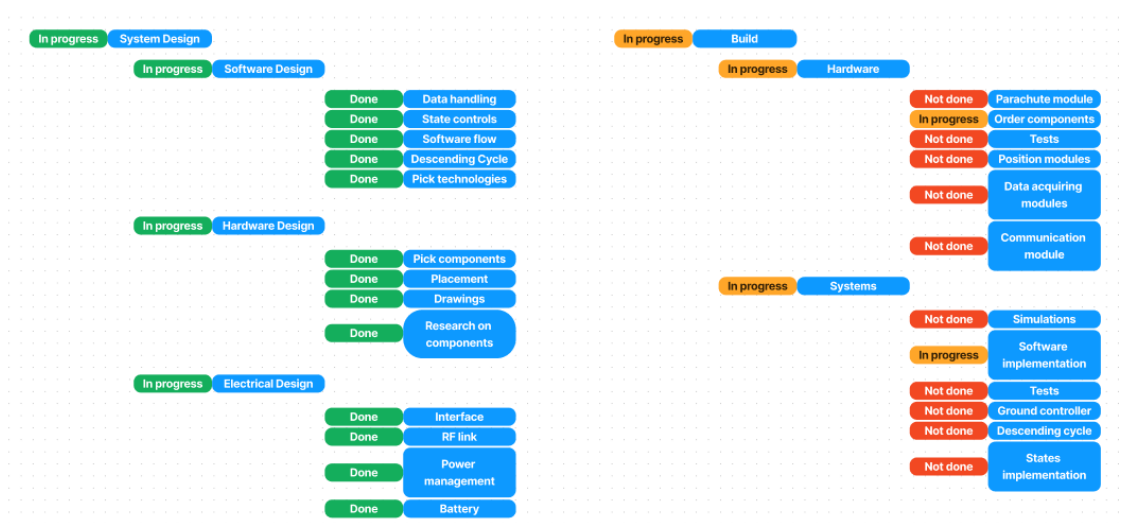 In progress System Design
In progress Software Design
Done Data handling
Done State controls
Done Software flow
Done Descending Cycle
Done Pick technologies
In progress Hardware Design
Done Pick components
Done Placement
Done Drawings
Done Research on
components
In progress Electrical Design
Done Interface
Done RF link
Done Power
management
Done Battery
In progress Build
In progress Hardware
Not done Parachute module
In progress Order components
Not done Tests
Not done Position modules
Not done Data acquiring
modules
Not done Communication
module
In progress Systems
Not done Simulations
In progress Software
implementation
Not done Tests
Not done Ground controller
Not done Descending cycle
Not done States
implementation